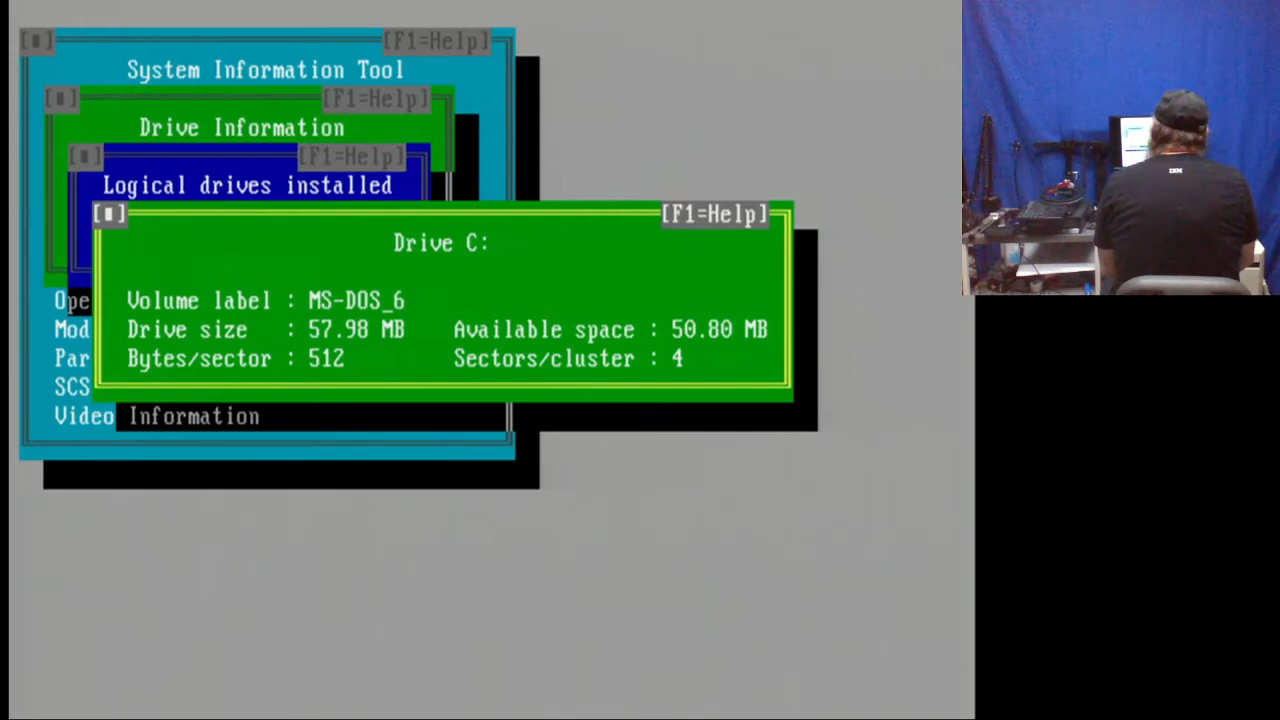 [F1=Help]
System Information Tool
[F1=Help]
Drive Information
[F1=Help]
Logical drives installed
[F1=Help]
Drive C:
Volume label : MS-DOS_6
Drive size : 57.98 MB Available space : 50.80 MB
Bytes/sector : 512 Sectors/cluster : 4
Ope
Mod
Par
SCS
Video Information
IBM